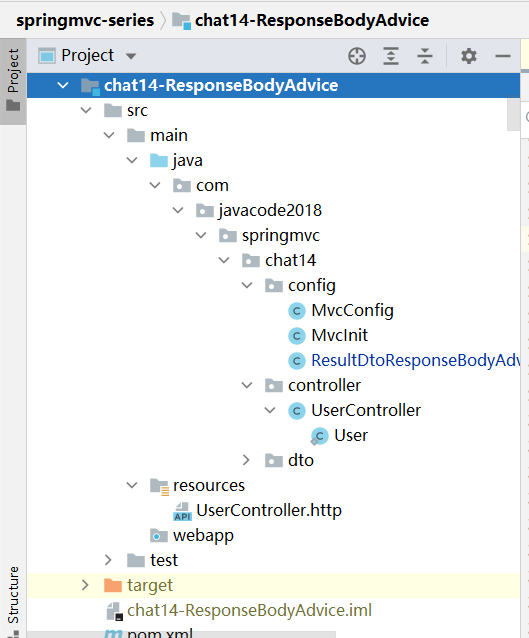 springmvc-series chat14-ResponseBodyAdvice
Project
Project
chat14-ResponseBodyAdvice
src
main
java
com
javacode2018
springmvc
chat14
config
MvcConfig
MvcInit
ResultDtoResponseBodyAdv
controller
UserController
User
dto
resources
API UserController.http
webapp
test
target
chat14-ResponseBodyAdvice.iml
pom.xml
Structure